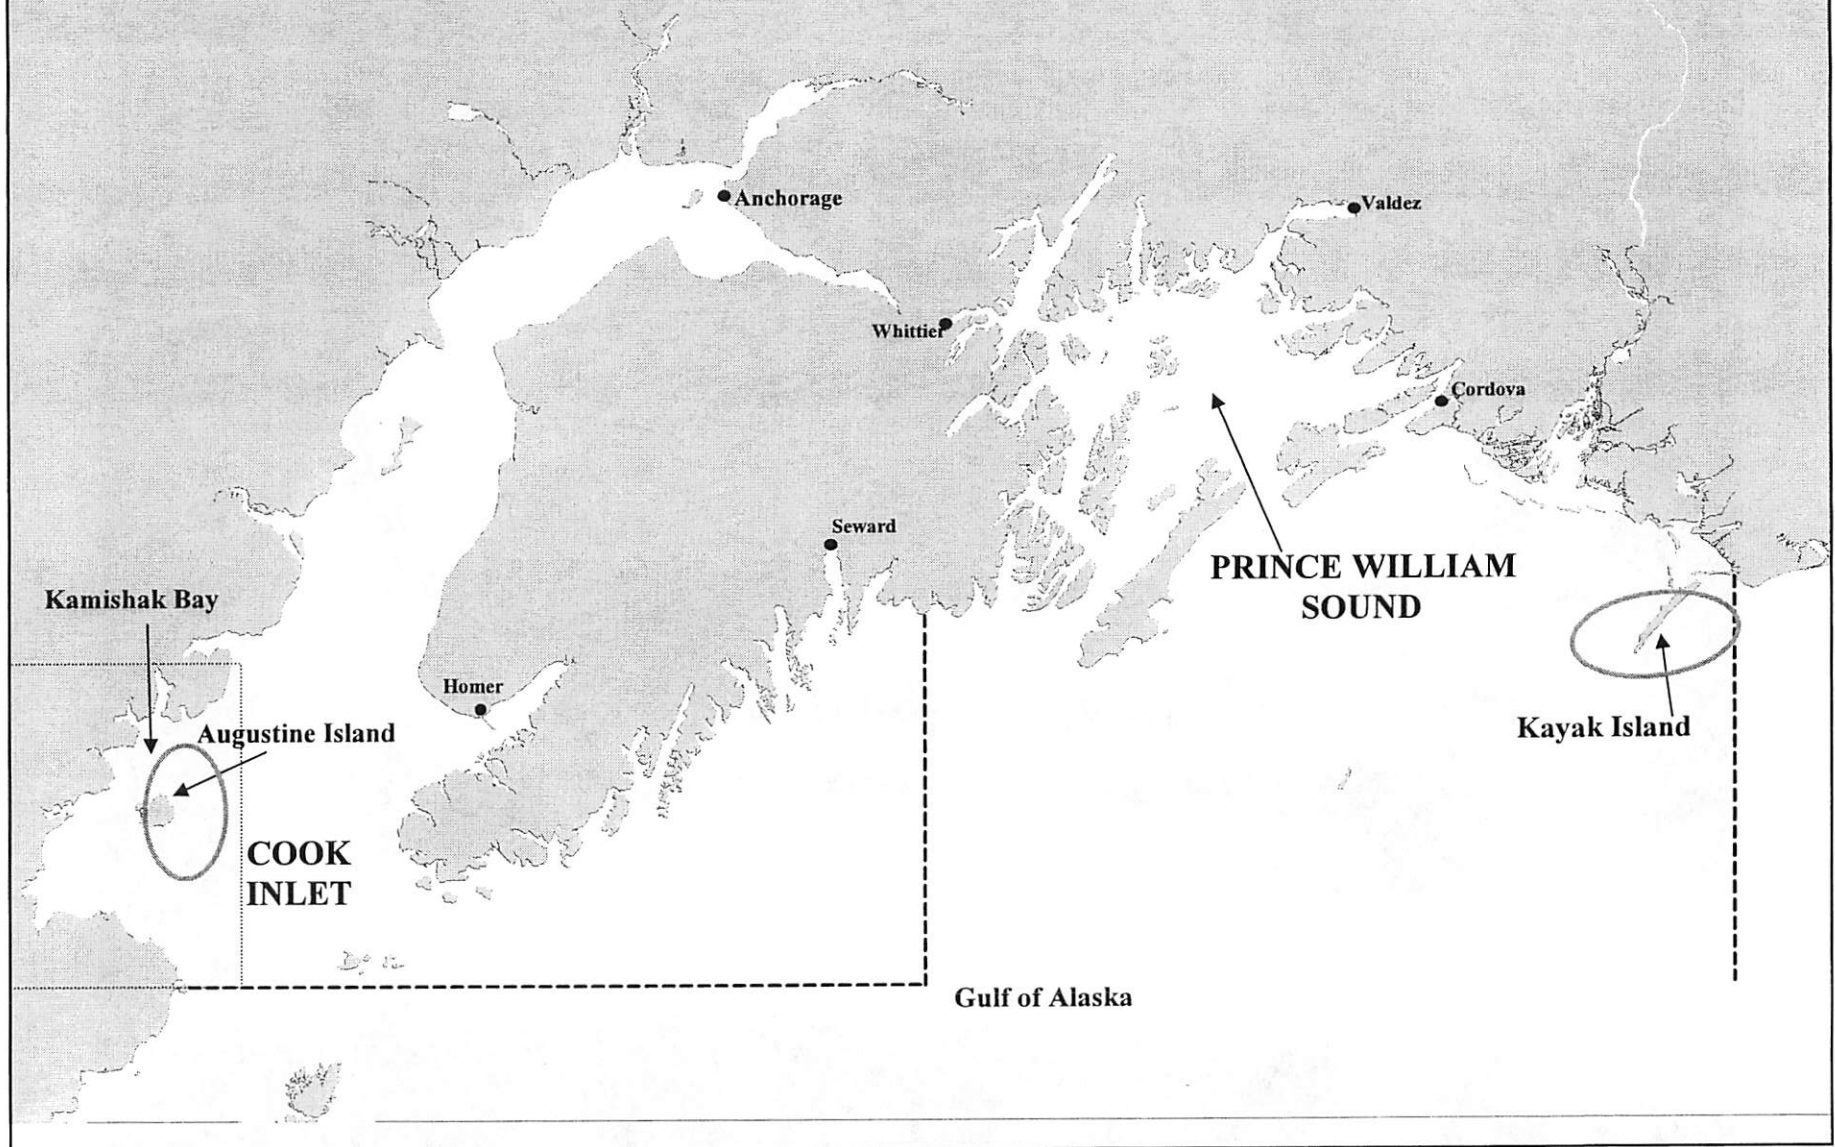 Anchorage
Valdez
Whittier
Cordova
Seward
PRINCE WILLIAM
SOUND
Kamishak Bay
Homer
Augustine Island
Kayak Island
COOK
INLET
Gulf of Alaska